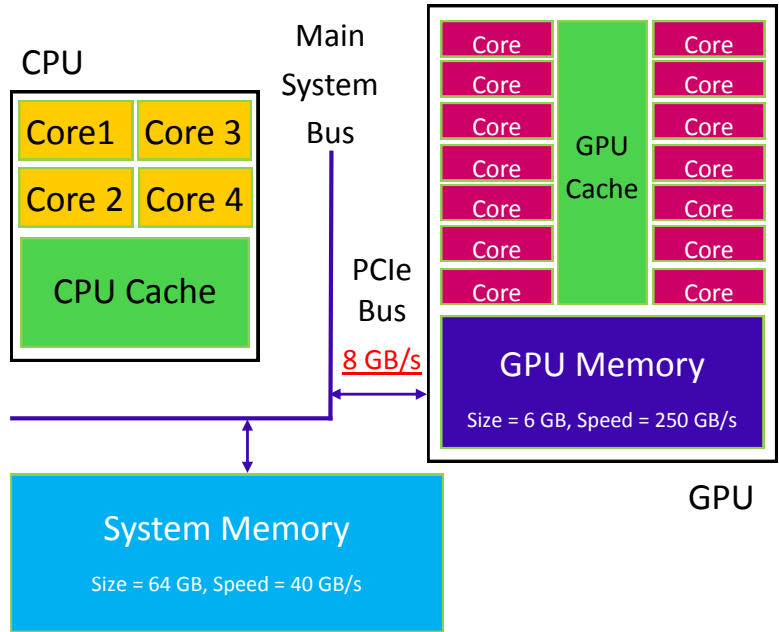 CPU
Core1
Core 3
Core 2
Core 4
CPU Cache
Main
System
Bus
PCIe
Bus
8 GB/s
Core
Core
Core
Core
Core
Core
Core
GPU
Cache
Core
Core
Core
Core
Core
Core
Core
GPU Memory
Size = 6 GB, Speed = 250 GB/s
GPU
System Memory
Size = 64 GB, Speed = 40 GB/s